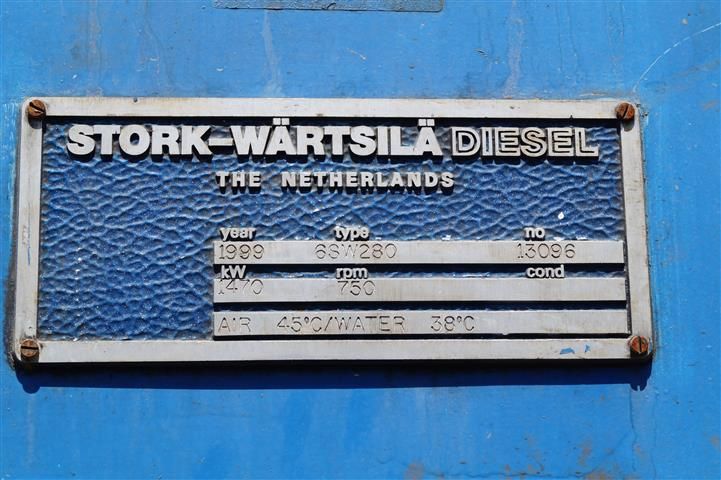 STORK-WÄRTSILÄ DIESEL
THE NETHERLANDS
year type no
1999 6SW280 13096
kW rpm cond
1470 750
AIR 45°C/WATER 38°C